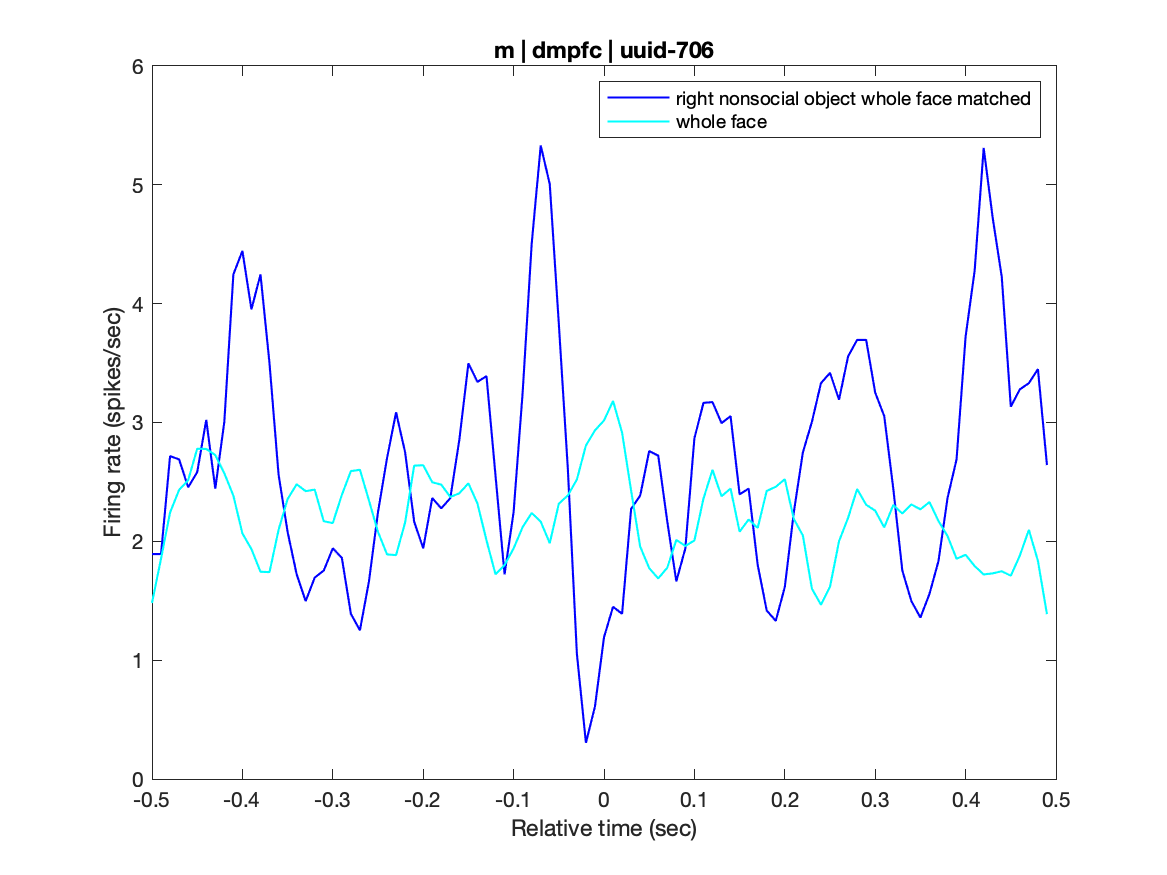 m | dmpfc | uuid-706
right nonsocial object whole face matched
whole face
Firing rate (spikes/sec)
6
5
4
3
2
1
0
-0.5 -0.4 -0.3 -0.2 -0.1 0 0.1 0.2 0.3 0.4 0.5
Relative time (sec)